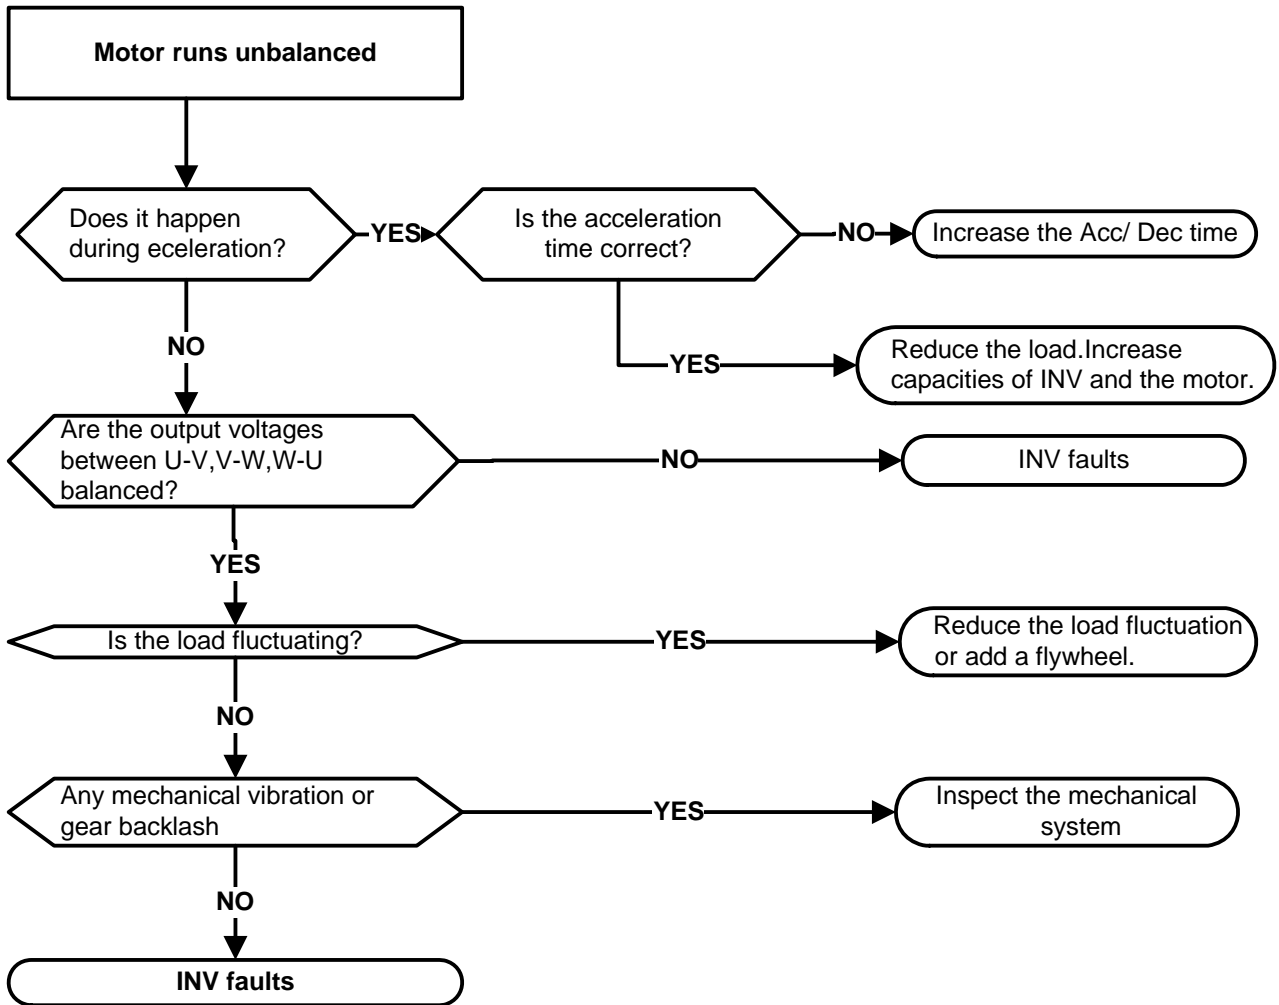 Motor runs unbalanced
Does it happen
during eceleration?
YES
Is the acceleration
time correct?
NO
Increase the Acc/ Dec time
NO
YES
Reduce the load.Increase
capacities of INV and the motor.
Are the output voltages
between U-V,V-W,W-U
balanced?
NO
INV faults
YES
Is the load fluctuating?
YES
Reduce the load fluctuation
or add a flywheel.
NO
Any mechanical vibration or
gear backlash
YES
Inspect the mechanical
system
NO
INV faults